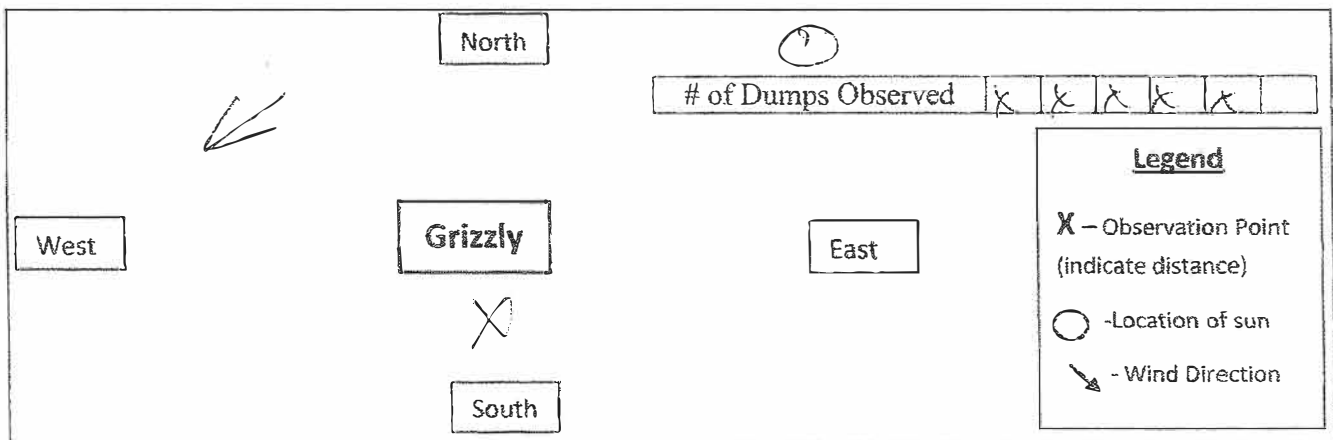 North
# of Dumps Observed x x x x x
Legend
X – Observation Point
(indicate distance)
-Location of sun
- Wind Direction
West
Grizzly
East
X
South